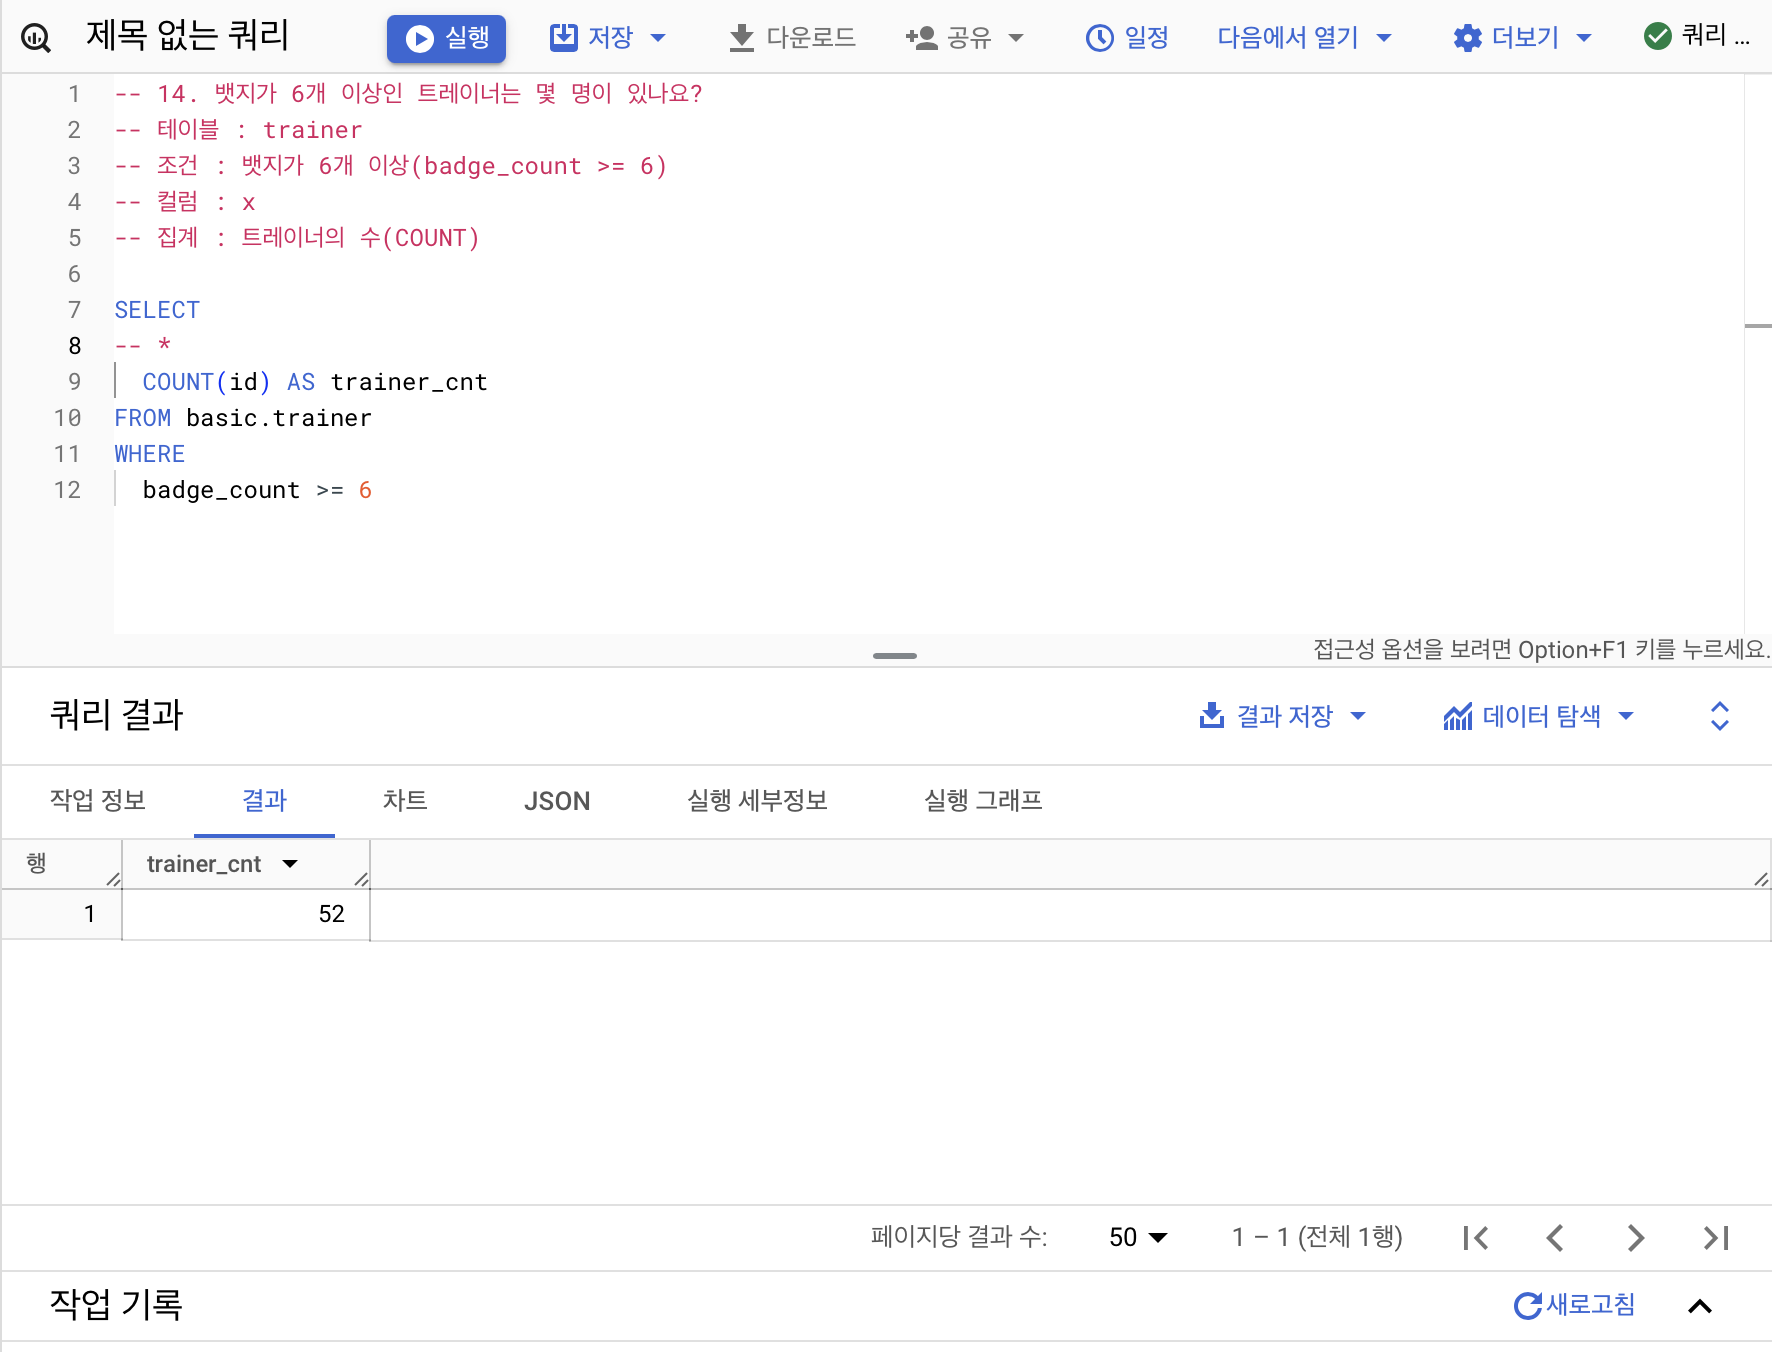 제목 없는 쿼리 실행 저장 다운로드 공유 일정 다음에서 열기 더보기 쿼리 ...
1 -- 14. 뱃지가 6개 이상인 트레이너는 몇 명이 있나요?
2 -- 테이블 : trainer
3 -- 조건 : 뱃지가 6개 이상(badge_count >= 6)
4 -- 컬럼 : x
5 -- 집계 : 트레이너의 수(COUNT)
6
7 SELECT
8 -- *
9 COUNT(id) AS trainer_cnt
10 FROM basic.trainer
11 WHERE
12 badge_count >= 6
접근성 옵션을 보려면 Option+F1 키를 누르세요.
쿼리 결과 결과 저장 데이터 탐색
작업 정보 결과 차트 JSON 실행 세부정보 실행 그래프
행 trainer_cnt
1 52
페이지당 결과 수: 50 1 – 1 (전체 1행)
작업 기록 새로고침